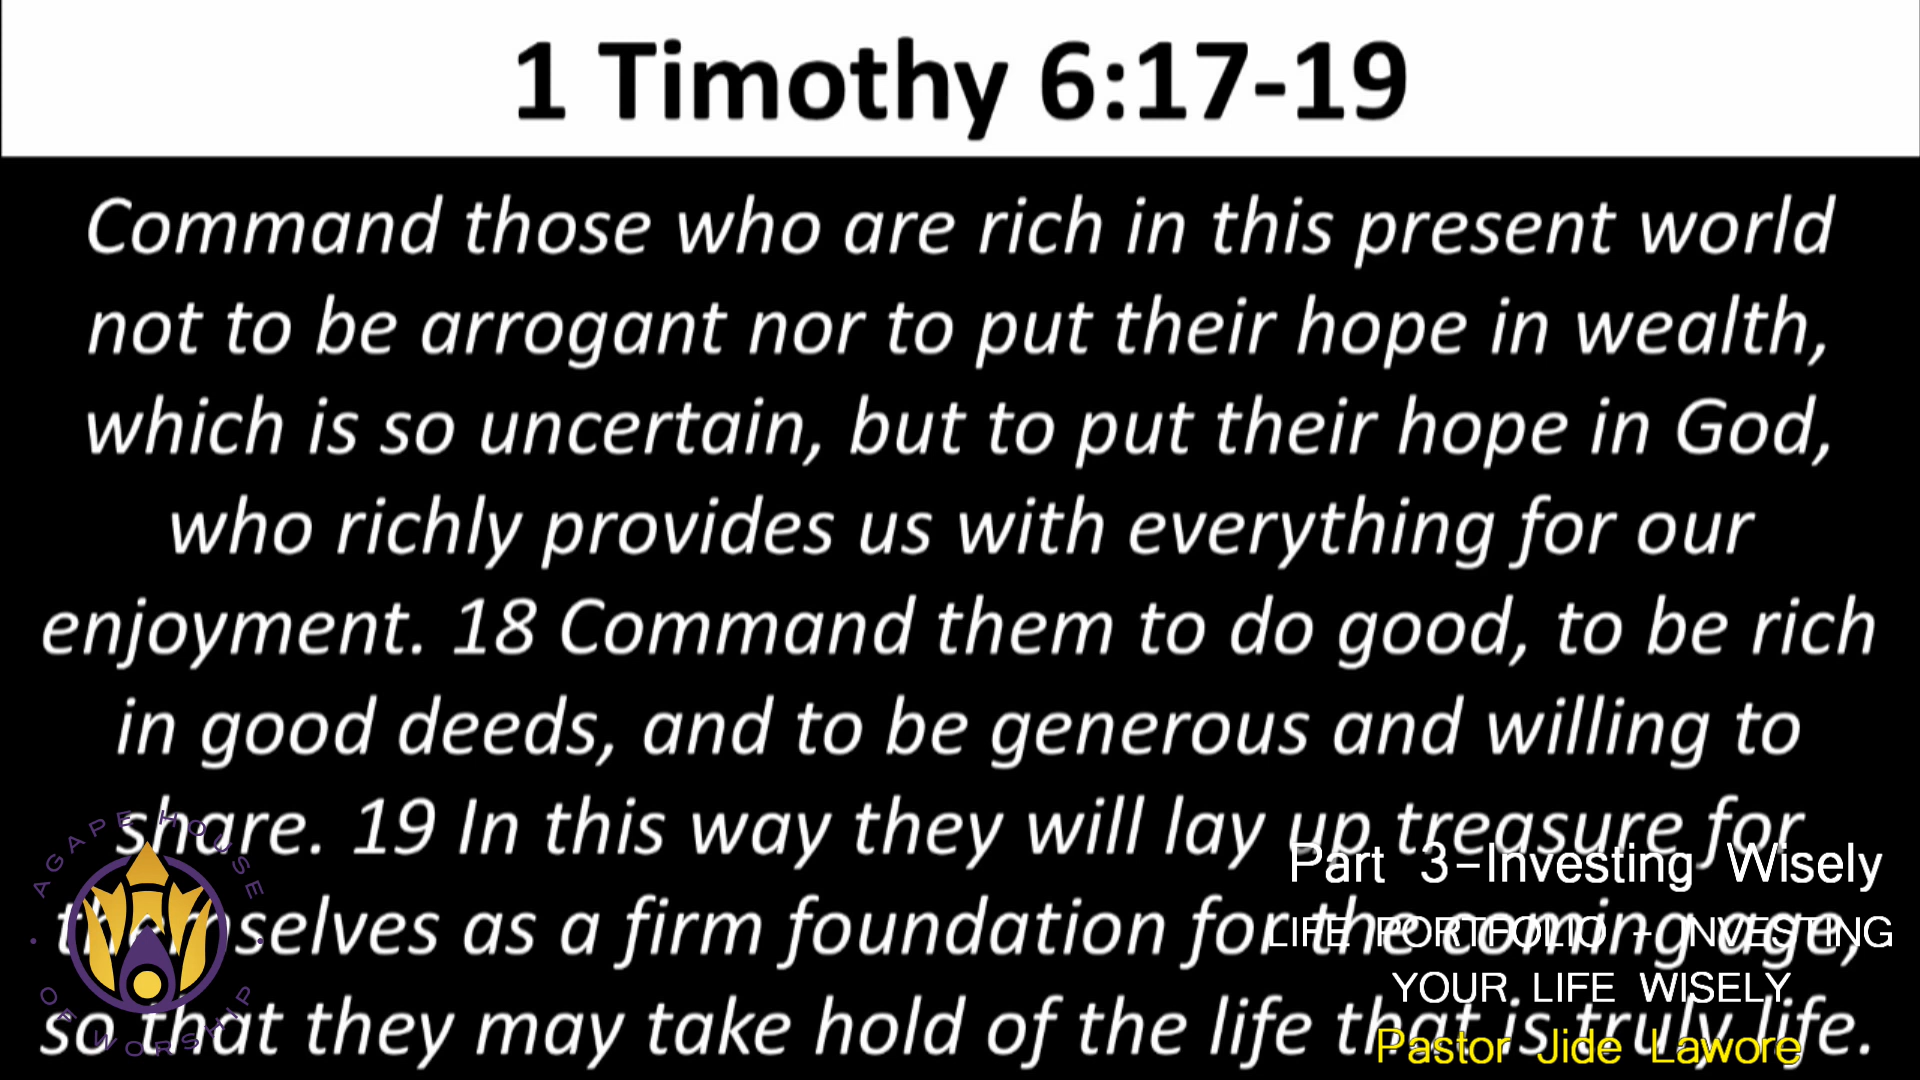 1 Timothy 6:17-19
Command those who are rich in this present world
not to be arrogant nor to put their hope in wealth,
which is so uncertain, but to put their hope in God,
who richly provides us with everything for our
enjoyment. 18 Command them to do good, to be rich
in good deeds, and to be generous and willing to
share. 19 In this way they will lay up treasure for
themselves as a firm foundation for the coming age,
so that they may take hold of the life that is truly life.
AGAPE HOUSE
OF WORSHIP
Part 3-Investing Wisely
LIFE PORTFOLIO - INVESTING
YOUR LIFE WISELY
Pastor Jide Lawore